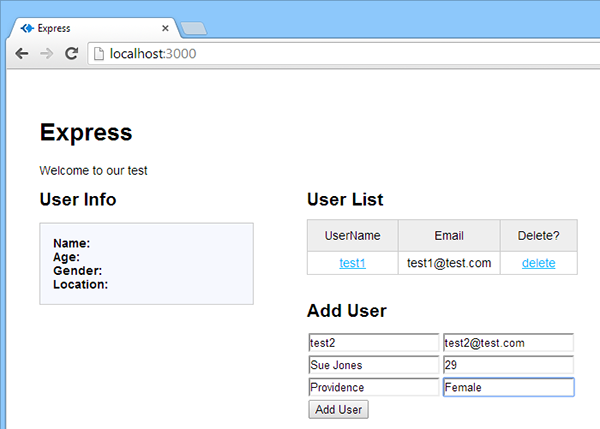 Express
localhost:3000
Express
Welcome to our test
User Info
Name:
Age:
Gender:
Location:
User List
UserName Email Delete?
test1 test1@test.com delete
Add User
test2 test2@test.com
Sue Jones 29
Providence Female
Add User